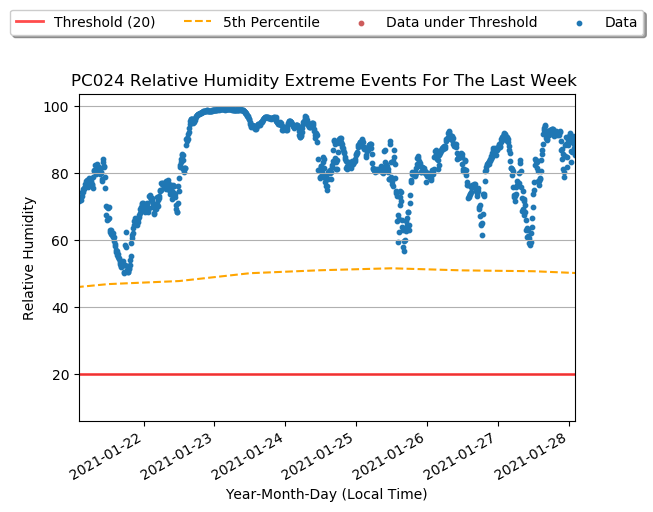 Threshold (20) 5th Percentile Data under Threshold Data
PC024 Relative Humidity Extreme Events For The Last Week
100
80
60
40
20
Relative Humidity
2021-01-22 2021-01-23 2021-01-24 2021-01-25 2021-01-26 2021-01-27 2021-01-28
Year-Month-Day (Local Time)